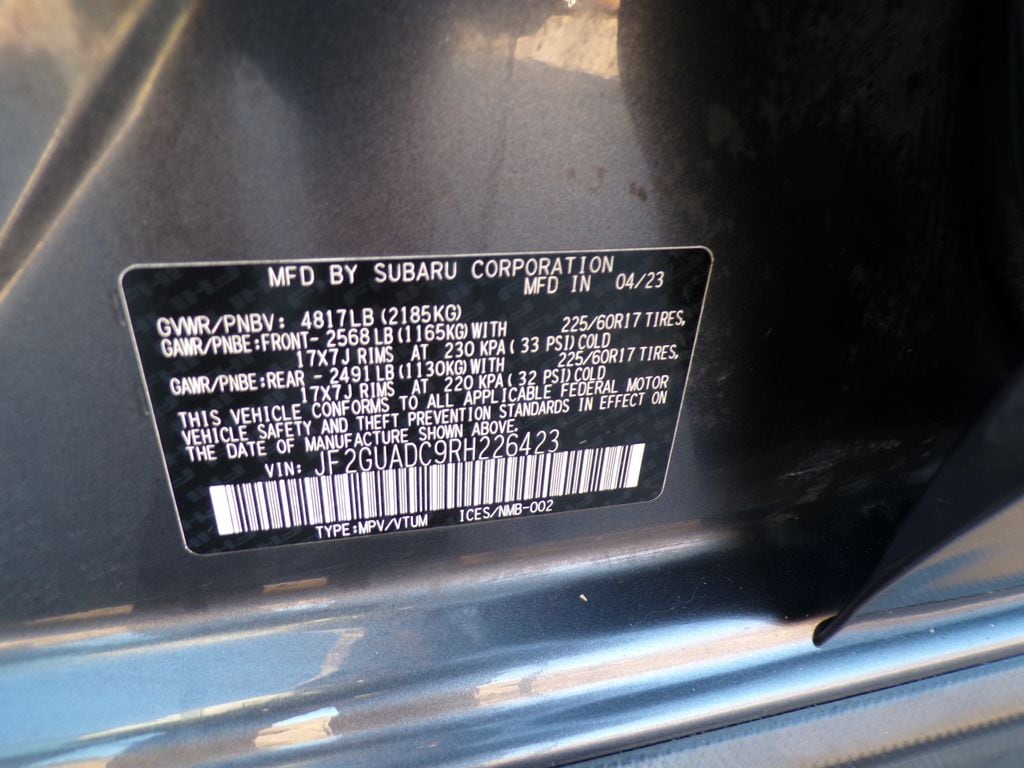 MFD BY SUBARU CORPORATION
MFD IN 04/23
GVWR/PNBV: 4817LB (2185KG)
GAWR/PNBE:FRONT- 2568LB (1165KG) WITH 225/60R17 TIRES,
17X7J RIMS AT 230 KPA ( 33 PSI) COLD
GAWR/PNBE:REAR - 2491LB (1130KG) WITH 225/60R17 TIRES,
17X7J RIMS AT 220 KPA ( 32 PSI) COLD
THIS VEHICLE CONFORMS TO ALL APPLICABLE FEDERAL MOTOR
VEHICLE SAFETY AND THEFT PREVENTION STANDARDS IN EFFECT ON
THE DATE OF MANUFACTURE SHOWN ABOVE.
VIN: JF2GUADC9RH226423
TYPE:MPV/VTUM ICES/NMB-002